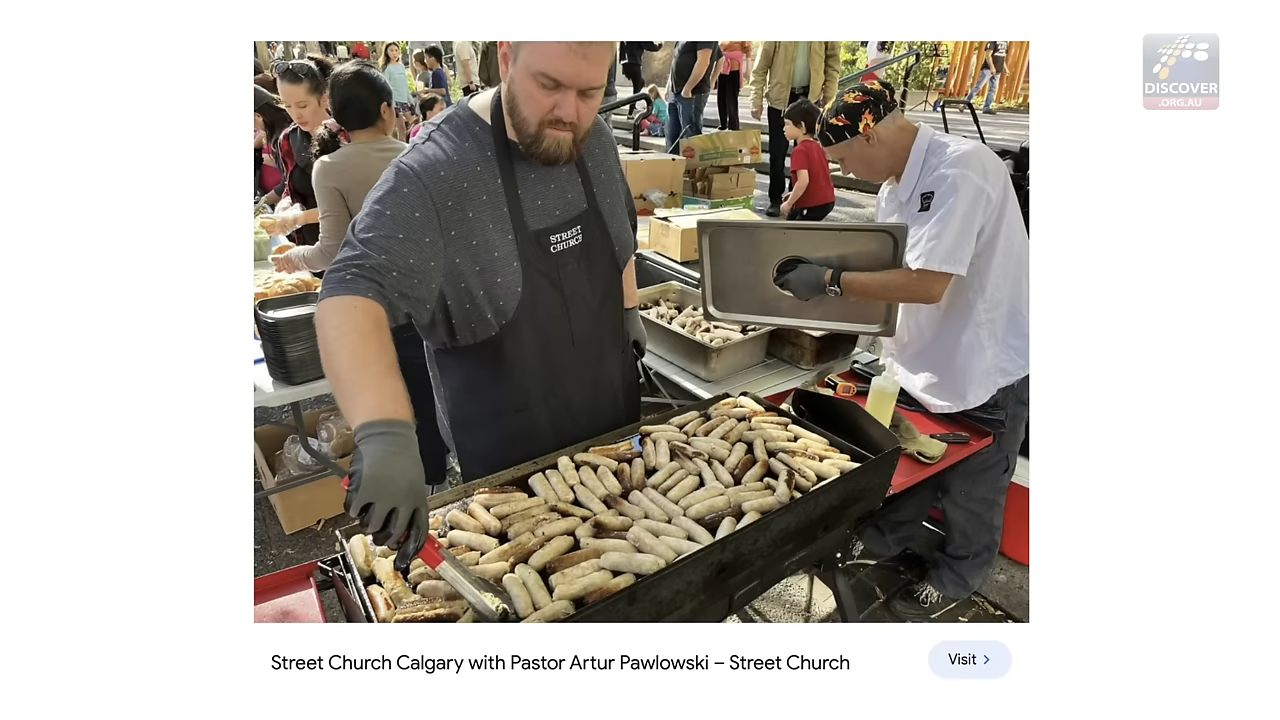 DISCOVER
.ORG.AU
STREET
CHURCH
Street Church Calgary with Pastor Artur Pawlowski – Street Church
Visit